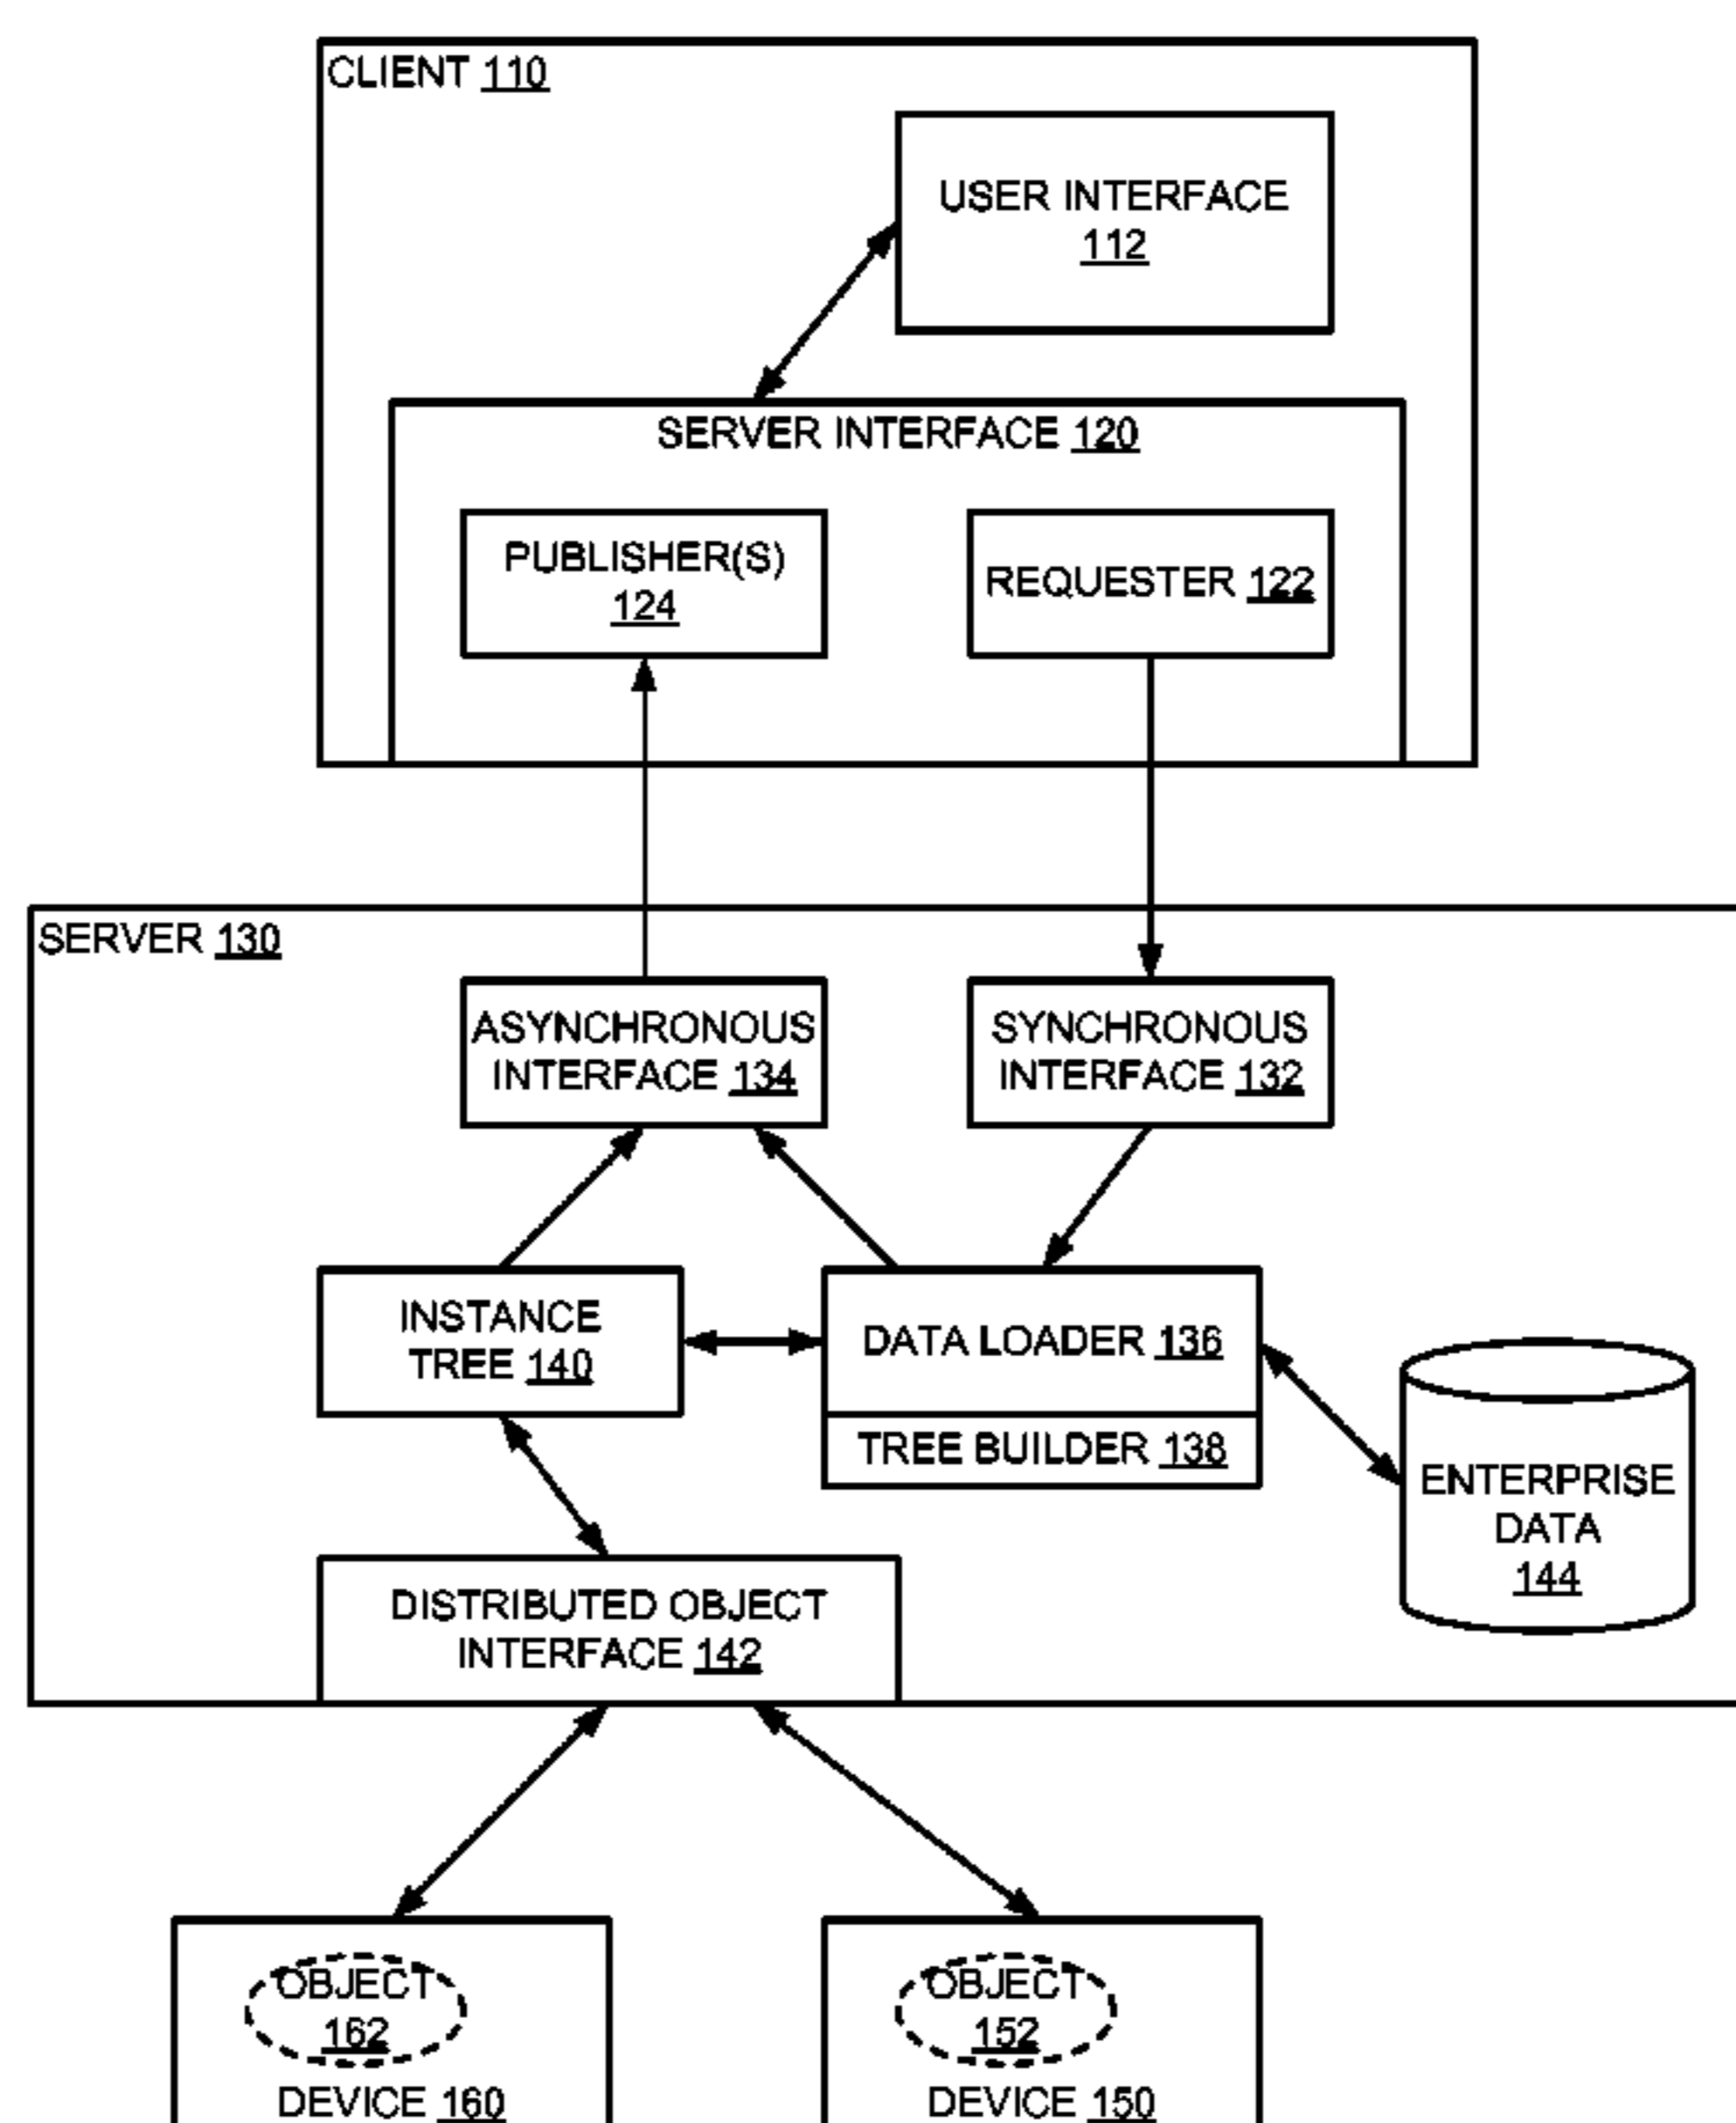 CLIENT 110
USER INTERFACE
112
SERVER INTERFACE 120
PUBLISHER(S)
124
REQUESTER 122
SERVER 130
ASYNCHRONOUS
INTERFACE 134
SYNCHRONOUS
INTERFACE 132
INSTANCE
TREE 140
DATA LOADER 136
TREE BUILDER 138
ENTERPRISE
DATA
144
DISTRIBUTED OBJECT
INTERFACE 142
OBJECT
162
DEVICE 160
OBJECT
152
DEVICE 150